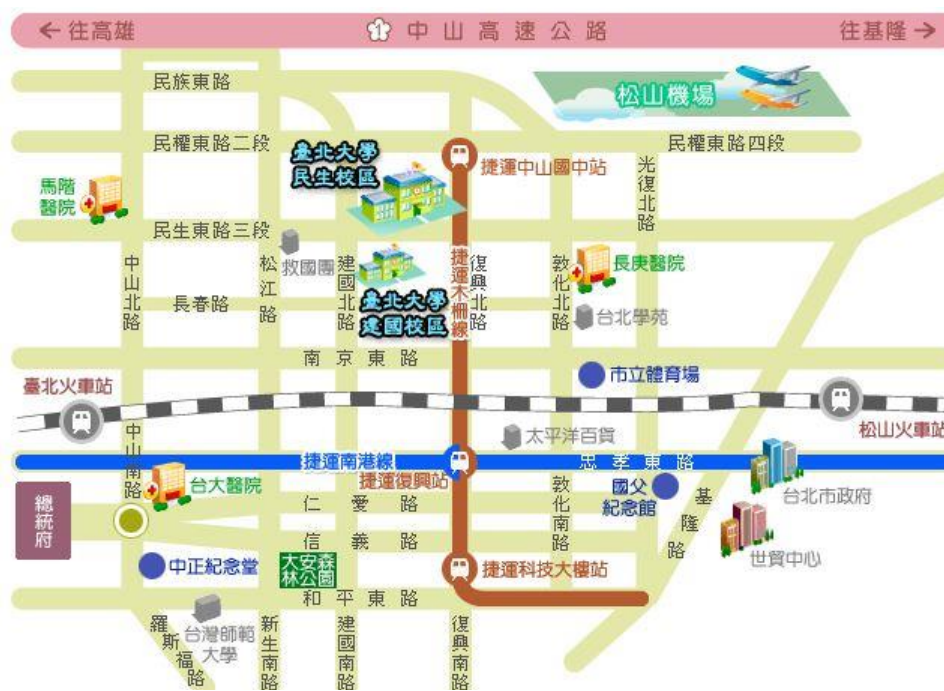 ← 往高雄
1 中山高速公路
往基隆 →
民族東路
松山機場
民權東路二段
民權東路四段
臺北大學
民生校區
捷運中山國中站
光復北路
馬階
醫院
民生東路三段
救國團
中山北路
松江路
建國北路
捷運木柵線
復興北路
敦化北路
長庚醫院
長春路
臺北大學
建國校區
台北學苑
南京東路
臺北火車站
市立體育場
松山火車站
太平洋百貨
中山南路
捷運南港線
忠孝東路
捷運復興站
台大醫院
總統府
仁愛路
敦化南路
國父
紀念館
基隆路
台北市政府
信義路
世貿中心
中正紀念堂
大安森
林公園
捷運科技大樓站
和平東路
羅斯福路
台灣師範
大學
新生南路
建國南路
復興南路